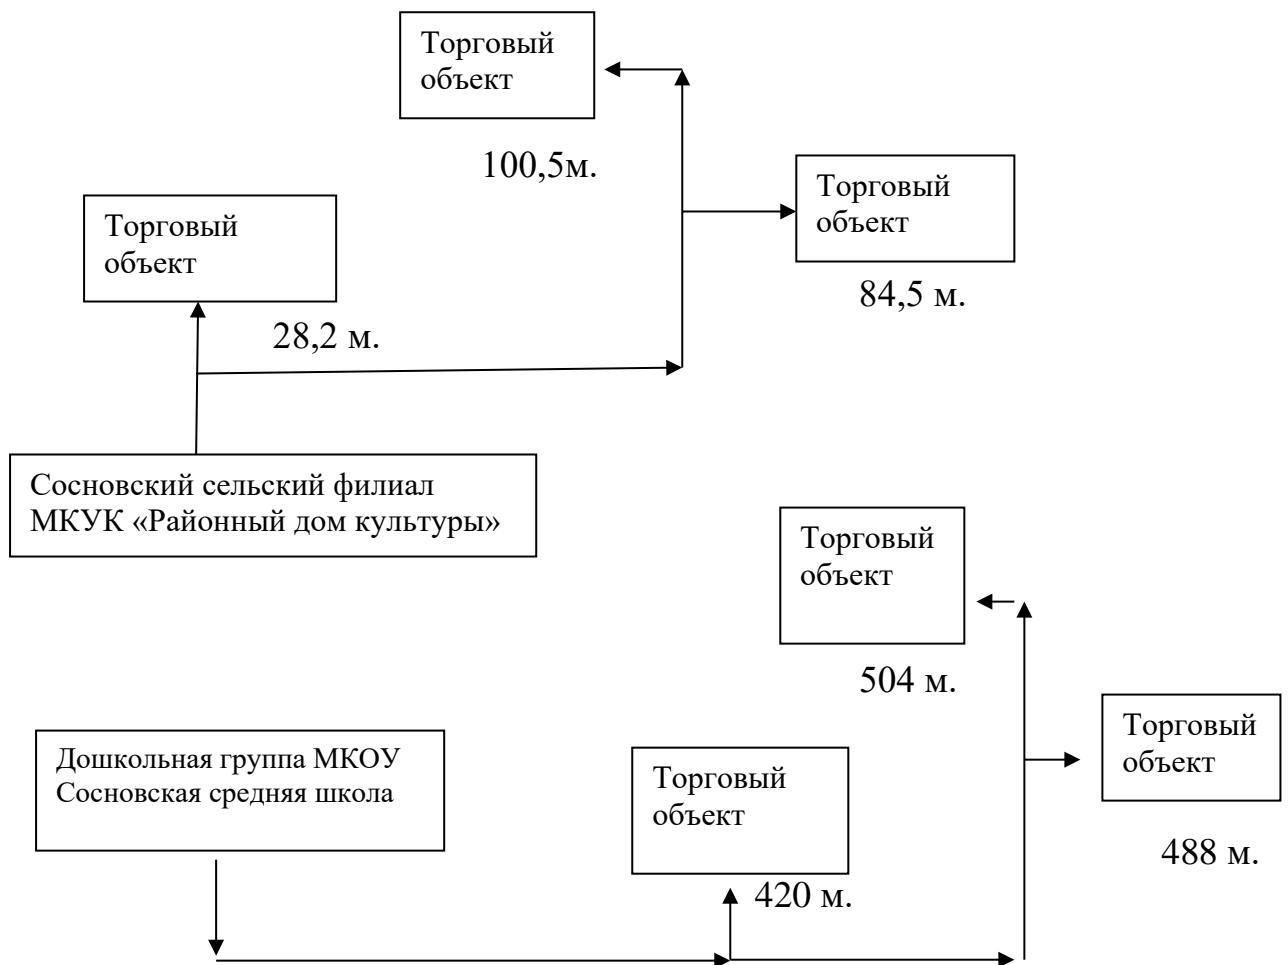 Торговый
объект
100,5м.
Торговый
объект
84,5 м.
Торговый
объект
28,2 м.
Сосновский сельский филиал
МКУК «Районный дом культуры»
Торговый
объект
504 м.
Торговый
объект
488 м.
Дошкольная группа МКОУ
Сосновская средняя школа
Торговый
объект
420 м.